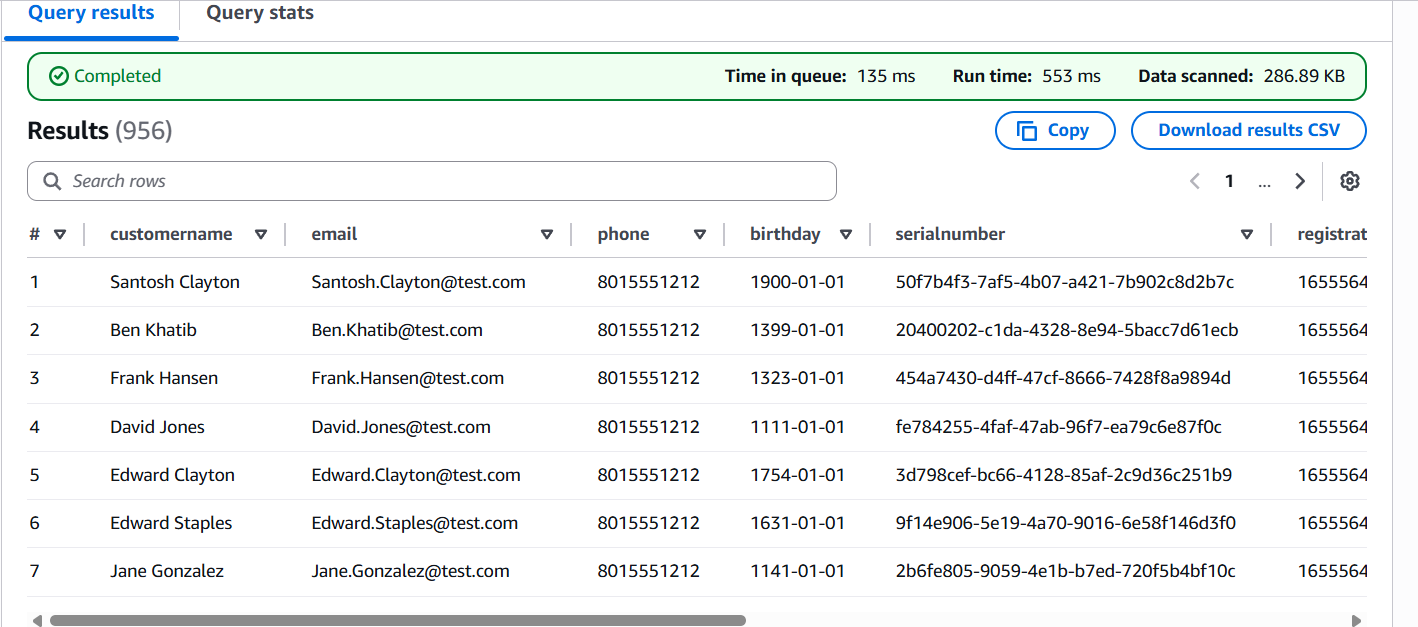 Query results Query stats
Completed Time in queue: 135 ms Run time: 553 ms Data scanned: 286.89 KB
Results (956) Copy Download results CSV
Search rows 1 ...
# customername email phone birthday serialnumber registrat
1 Santosh Clayton Santosh.Clayton@test.com 8015551212 1900-01-01 50f7b4f3-7af5-4b07-a421-7b902c8d2b7c 1655564
2 Ben Khatib Ben.Khatib@test.com 8015551212 1399-01-01 20400202-c1da-4328-8e94-5bacc7d61ecb 1655564
3 Frank Hansen Frank.Hansen@test.com 8015551212 1323-01-01 454a7430-d4ff-47cf-8666-7428f8a9894d 1655564
4 David Jones David.Jones@test.com 8015551212 1111-01-01 fe784255-4faf-47ab-96f7-ea79c6e87f0c 1655564
5 Edward Clayton Edward.Clayton@test.com 8015551212 1754-01-01 3d798cef-bc66-4128-85af-2c9d36c251b9 1655564
6 Edward Staples Edward.Staples@test.com 8015551212 1631-01-01 9f14e906-5e19-4a70-9016-6e58f146d3f0 1655564
7 Jane Gonzalez Jane.Gonzalez@test.com 8015551212 1141-01-01 2b6fe805-9059-4e1b-b7ed-720f5b4bf10c 1655564